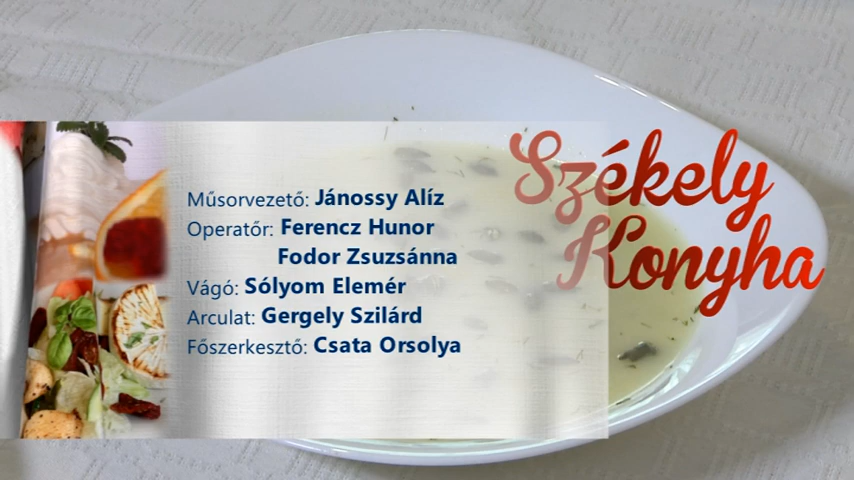 Székely
Konyha
Műsorvezető: Jánossy Alíz
Operatőr: Ferencz Hunor
Fodor Zsuzsánna
Vágó: Sólyom Elemér
Arculat: Gergely Szilárd
Főszerkesztő: Csata Orsolya